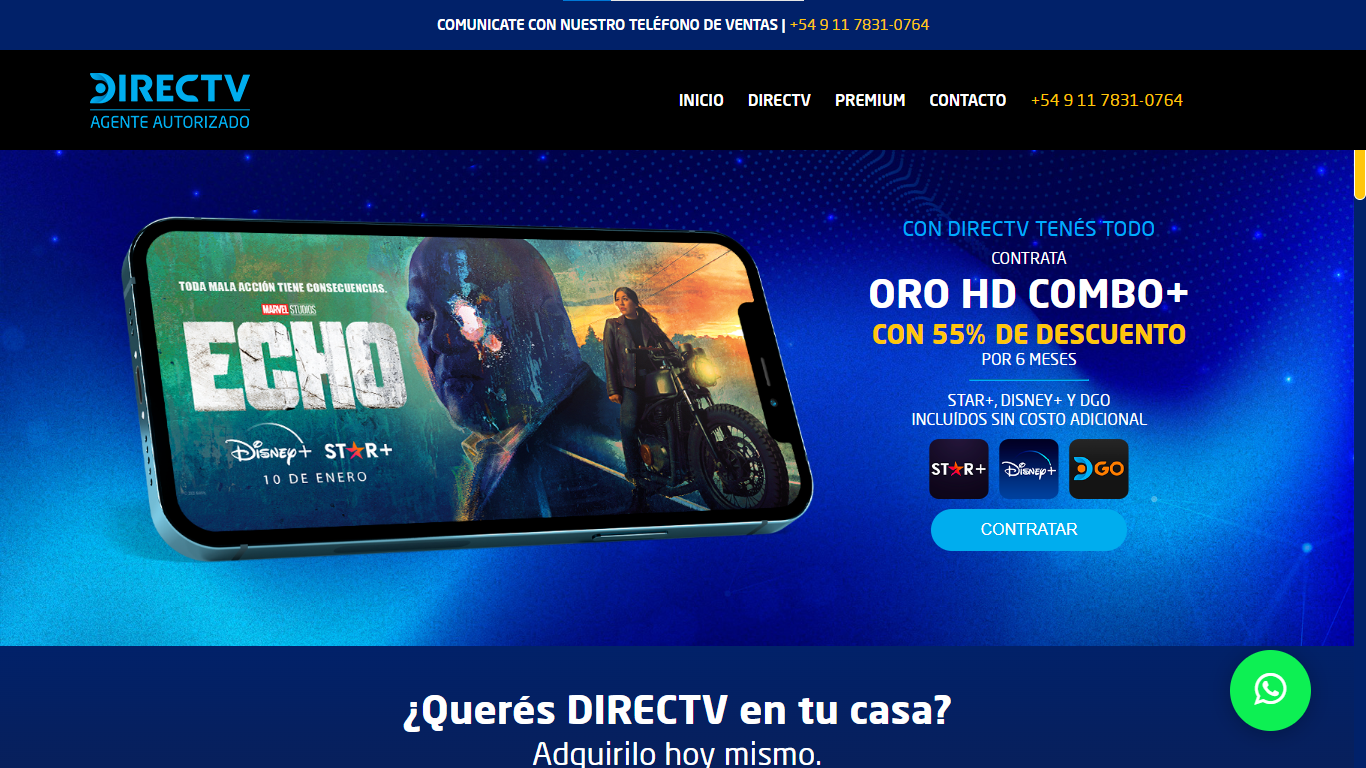 COMUNICATE CON NUESTRO TELÉFONO DE VENTAS | +54 9 11 7831-0764
DIRECTV
AGENTE AUTORIZADO
INICIO DIRECTV PREMIUM CONTACTO +54 9 11 7831-0764
TODA MALA ACCIÓN TIENE CONSECUENCIAS.
MARVEL STUDIOS
ECHO
Disney+ STAR+
10 DE ENERO
CON DIRECTV TENÉS TODO
CONTRATÁ
ORO HD COMBO+
CON 55% DE DESCUENTO
POR 6 MESES
STAR+, DISNEY+ Y DGO
INCLUÍDOS SIN COSTO ADICIONAL
STAR+ Disney+ DGO
CONTRATAR
¿Querés DIRECTV en tu casa?
Adquirilo hoy mismo.